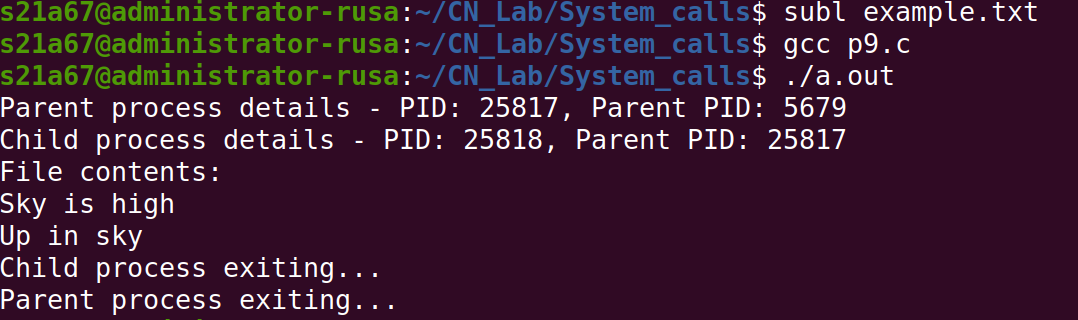 s21a67@administrator-rusa:~/CN_Lab/System_calls$ subl example.txt
s21a67@administrator-rusa:~/CN_Lab/System_calls$ gcc p9.c
s21a67@administrator-rusa:~/CN_Lab/System_calls$ ./a.out
Parent process details - PID: 25817, Parent PID: 5679
Child process details - PID: 25818, Parent PID: 25817
File contents:
Sky is high
Up in sky
Child process exiting...
Parent process exiting...